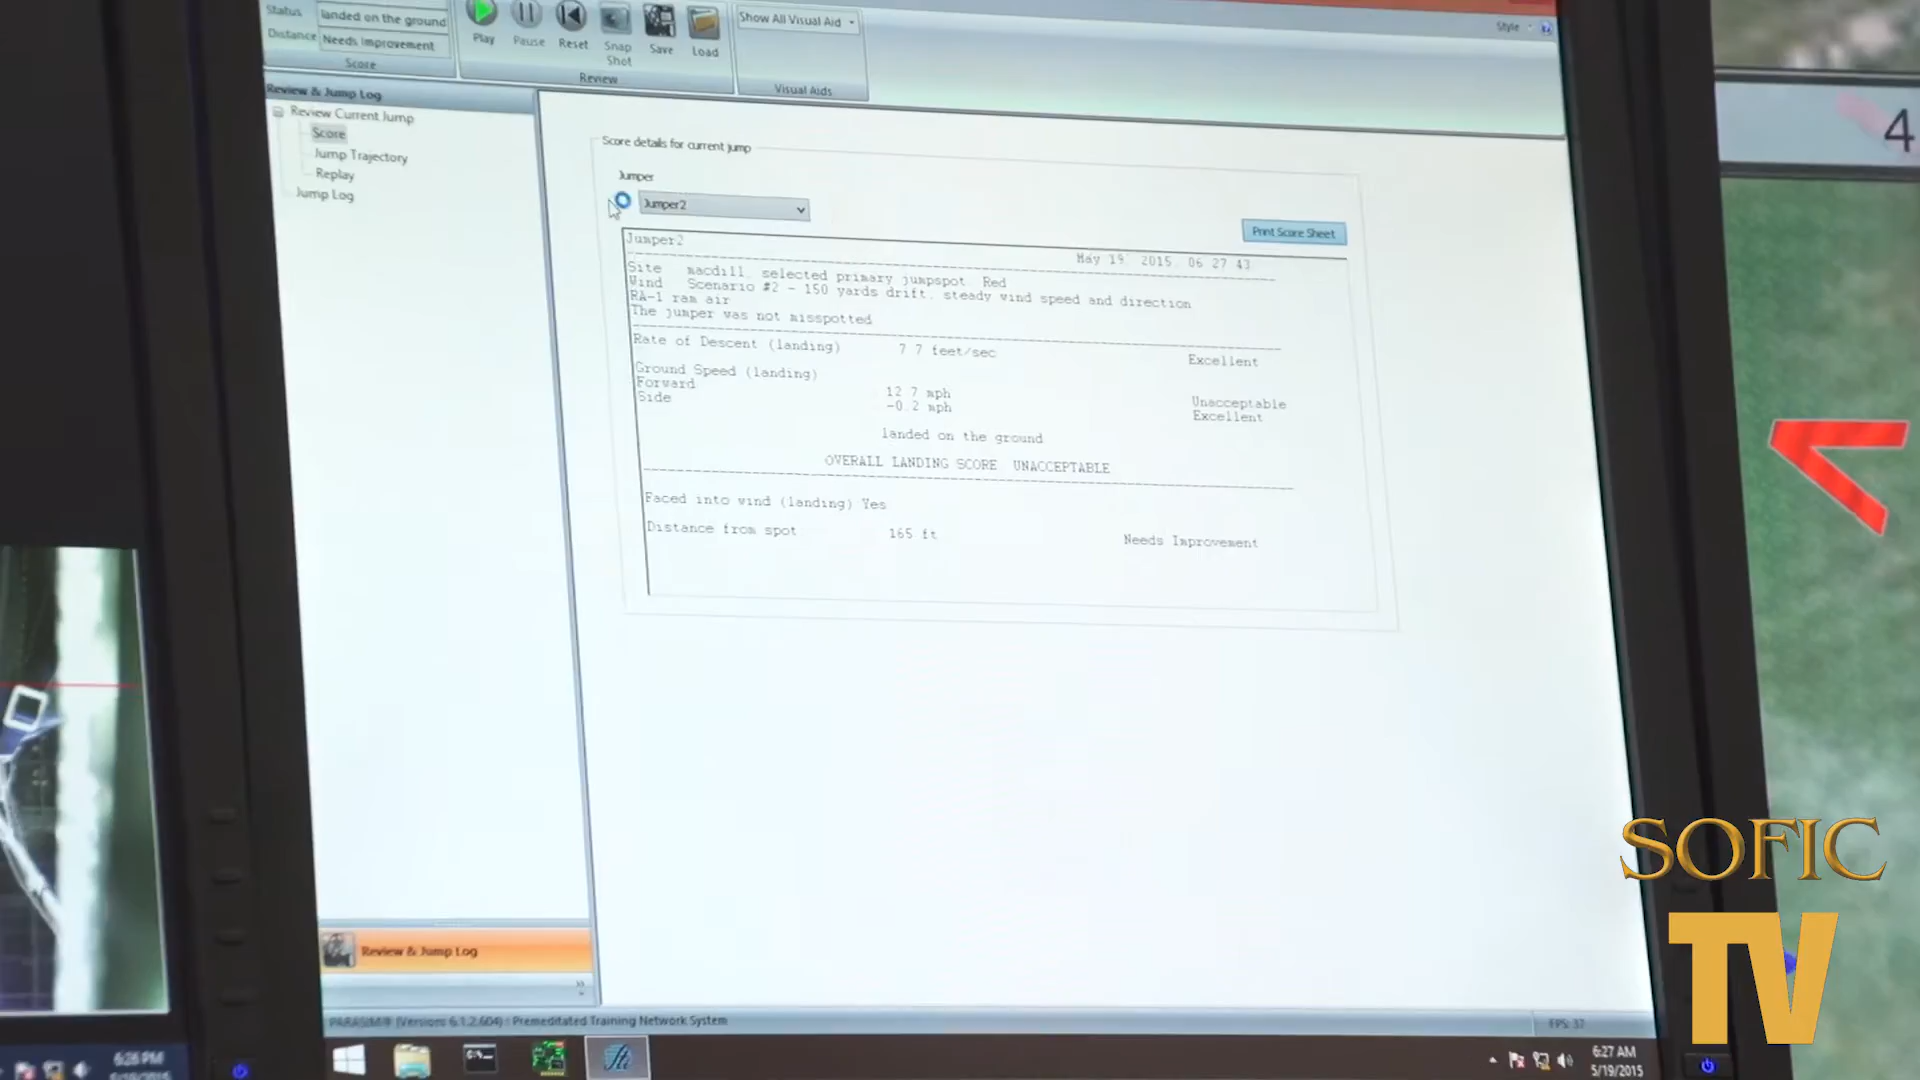 Status landed on the ground
Distance Needs Improvement
Score
Play
Pause
Reset
Snap Shot
Save
Load
Review
Show All Visual Aid
Visual Aids
Style
Review & Jump Log
Review Current Jump
Score
Jump Trajectory
Replay
Jump Log
Score details for current jump
Jumper
Jumper2
Print Score Sheet
Jumper2
May 19 2015 06 27 43
Site macdill, selected primary jumpspot Red
Wind Scenario #2 - 150 yards drift, steady wind speed and direction
RA-1 ram air
The jumper was not misspotted
Rate of Descent (landing) 7 7 feet/sec Excellent
Ground Speed (landing)
Forward 12 7 mph Unacceptable
Side -0 2 mph Excellent
landed on the ground
OVERALL LANDING SCORE UNACCEPTABLE
Faced into wind (landing) Yes
Distance from spot 165 ft Needs Improvement
Review & Jump Log
PARASIM® (Version: 6.1.2.604) : Premeditated Training Network System
FPS: 37
6:27 AM
5/19/2015
6:26 PM
5/19/2015
4
SOFIC
TV